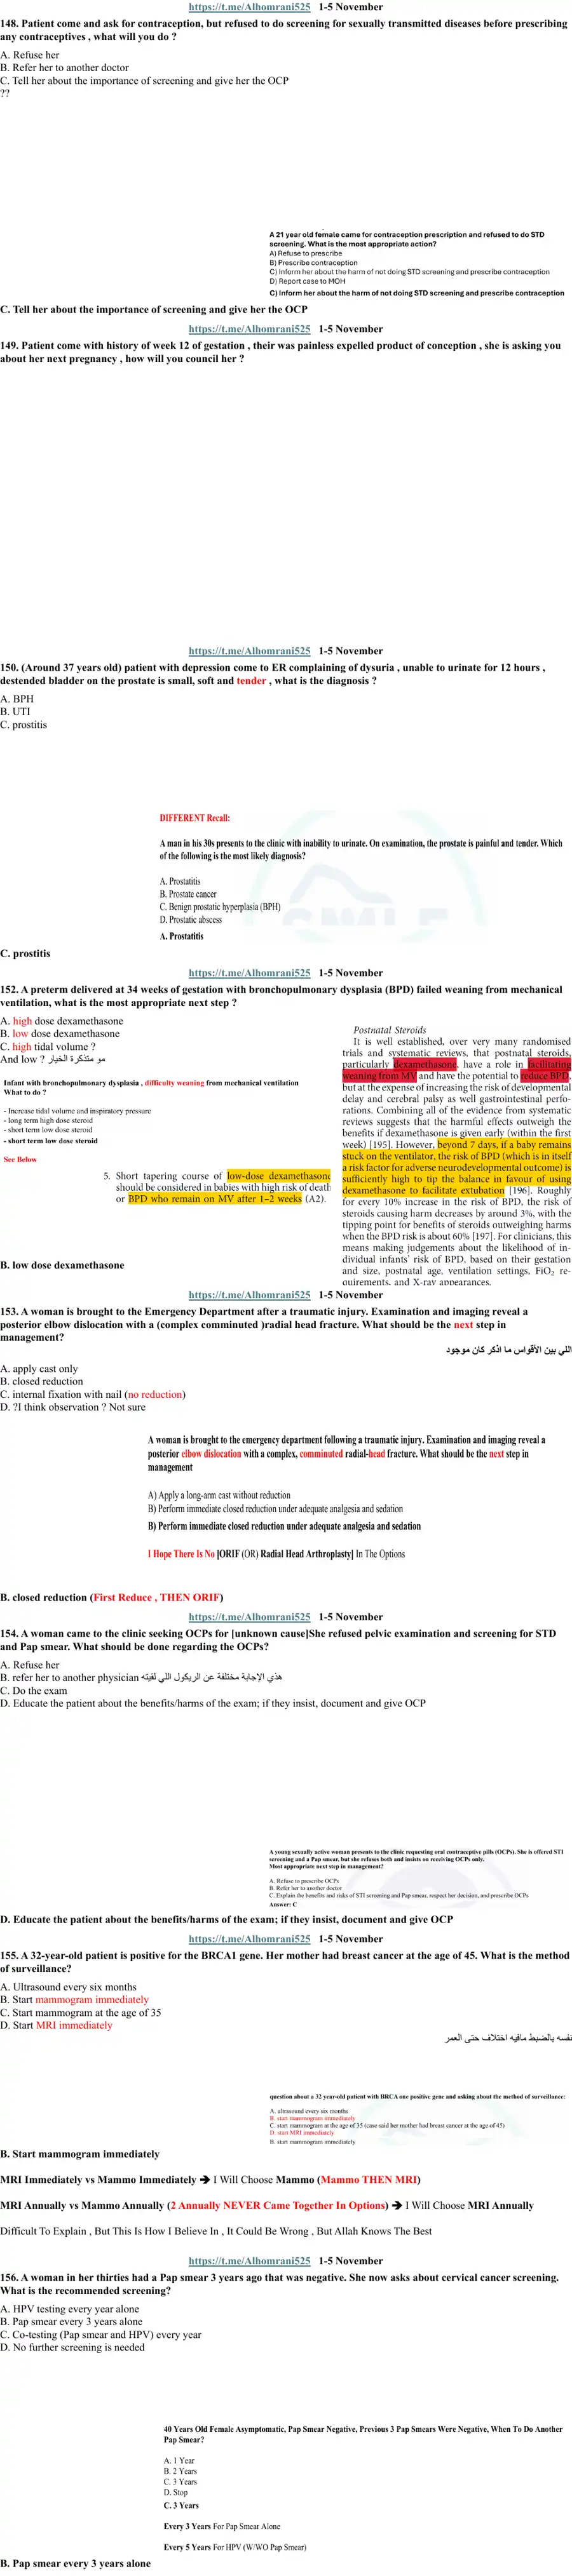 https://t.me/Alhomrani525 1-5 November
148. Patient come and ask for contraception, but refused to do screening for sexually transmitted diseases before prescribing
any contraceptives , what will you do ?
A. Refuse her
B. Refer her to another doctor
C. Tell her about the importance of screening and give her the OCP
??
A 21 year old female came for contraception prescription and refused to do STD
screening. What is the most appropriate action?
A) Refuse to prescribe
B) Prescribe contraception
C) Inform her about the harm of not doing STD screening and prescribe contraception
D) Report case to MOH
C) Inform her about the harm of not doing STD screening and prescribe contraception
C. Tell her about the importance of screening and give her the OCP
https://t.me/Alhomrani525 1-5 November
149. Patient come with history of week 12 of gestation , their was painless expelled product of conception , she is asking you
about her next pregnancy , how will you council her ?
https://t.me/Alhomrani525 1-5 November
150. (Around 37 years old) patient with depression come to ER complaining of dysuria , unable to urinate for 12 hours ,
destended bladder on the prostate is small, soft and tender , what is the diagnosis ?
A. BPH
B. UTI
C. prostitis
DIFFERENT Recall:
A man in his 30s presents to the clinic with inability to urinate. On examination, the prostate is painful and tender. Which
of the following is the most likely diagnosis?
A. Prostatitis
B. Prostate cancer
C. Benign prostatic hyperplasia (BPH)
D. Prostatic abscess
A. Prostatitis
C. prostitis
https://t.me/Alhomrani525 1-5 November
152. A preterm delivered at 34 weeks of gestation with bronchopulmonary dysplasia (BPD) failed weaning from mechanical
ventilation, what is the most appropriate next step ?
A. high dose dexamethasone
B. low dose dexamethasone
C. high tidal volume ?
And low ? مو متذكرة الخيار
Infant with bronchopulmonary dysplasia , difficulty weaning from mechanical ventilation
What to do ?
- Increase tidal volume and inspiratory pressure
- long term high dose steroid
- short term low dose steroid
- short term low dose steroid
See Below
5. Short tapering course of low-dose dexamethasone
should be considered in babies with high risk of death
or BPD who remain on MV after 1–2 weeks (A2).
Postnatal Steroids
It is well established, over very many randomised
trials and systematic reviews, that postnatal steroids,
particularly dexamethasone, have a role in facilitating
weaning from MV and have the potential to reduce BPD,
but at the expense of increasing the risk of developmental
delay and cerebral palsy as well gastrointestinal perfo-
rations. Combining all of the evidence from systematic
reviews suggests that the harmful effects outweigh the
benefits if dexamethasone is given early (within the first
week) [195]. However, beyond 7 days, if a baby remains
stuck on the ventilator, the risk of BPD (which is in itself
a risk factor for adverse neurodevelopmental outcome) is
sufficiently high to tip the balance in favour of using
dexamethasone to facilitate extubation [196]. Roughly
for every 10% increase in the risk of BPD, the risk of
steroids causing harm decreases by around 3%, with the
tipping point for benefits of steroids outweighing harms
when the BPD risk is about 60% [197]. For clinicians, this
means making judgements about the likelihood of in-
dividual infants' risk of BPD, based on their gestation
and size, postnatal age, ventilation settings, FiO2 re-
quirements, and X-ray appearances.
B. low dose dexamethasone
https://t.me/Alhomrani525 1-5 November
153. A woman is brought to the Emergency Department after a traumatic injury. Examination and imaging reveal a
posterior elbow dislocation with a (complex comminuted )radial head fracture. What should be the next step in
management?
اللي بين الأقواس ما اذكر كان موجود
A. apply cast only
B. closed reduction
C. internal fixation with nail (no reduction)
D. ?I think observation ? Not sure
A woman is brought to the emergency department following a traumatic injury. Examination and imaging reveal a
posterior elbow dislocation with a complex, comminuted radial-head fracture. What should be the next step in
management
A) Apply a long-arm cast without reduction
B) Perform immediate closed reduction under adequate analgesia and sedation
B) Perform immediate closed reduction under adequate analgesia and sedation
I Hope There Is No [ORIF (OR) Radial Head Arthroplasty] In The Options
B. closed reduction (First Reduce , THEN ORIF)
https://t.me/Alhomrani525 1-5 November
154. A woman came to the clinic seeking OCPs for [unknown cause]She refused pelvic examination and screening for STD
and Pap smear. What should be done regarding the OCPs?
A. Refuse her
B. refer her to another physician هذي الإجابة مختلفة عن الريكول اللي لقيته
C. Do the exam
D. Educate the patient about the benefits/harms of the exam; if they insist, document and give OCP
A young sexually active woman presents to the clinic requesting oral contraceptive pills (OCPs). She is offered STI
screening and a Pap smear, but she refuses both and insists on receiving OCPs only.
Most appropriate next step in management?
A. Refuse to prescribe OCPs
B. Refer her to another doctor
C. Explain the benefits and risks of STI screening and Pap smear, respect her decision, and prescribe OCPs
Answer: C
D. Educate the patient about the benefits/harms of the exam; if they insist, document and give OCP
https://t.me/Alhomrani525 1-5 November
155. A 32-year-old patient is positive for the BRCA1 gene. Her mother had breast cancer at the age of 45. What is the method
of surveillance?
A. Ultrasound every six months
B. Start mammogram immediately
C. Start mammogram at the age of 35
D. Start MRI immediately
نفسه بالضبط مافيه اختلاف حتى العمر
question about a 32 year-old patient with BRCA one positive gene and asking about the method of surveillance:
A. ultrasound every six months
B. start mammogram immediately
C. start mammogram at the age of 35 (case said her mother had breast cancer at the age of 45)
D. start MRI immediately
B. start mammogram immediately
B. Start mammogram immediately
MRI Immediately vs Mammo Immediately ➔ I Will Choose Mammo (Mammo THEN MRI)
MRI Annually vs Mammo Annually (2 Annually NEVER Came Together In Options) ➔ I Will Choose MRI Annually
Difficult To Explain , But This Is How I Believe In , It Could Be Wrong , But Allah Knows The Best
https://t.me/Alhomrani525 1-5 November
156. A woman in her thirties had a Pap smear 3 years ago that was negative. She now asks about cervical cancer screening.
What is the recommended screening?
A. HPV testing every year alone
B. Pap smear every 3 years alone
C. Co-testing (Pap smear and HPV) every year
D. No further screening is needed
40 Years Old Female Asymptomatic, Pap Smear Negative, Previous 3 Pap Smears Were Negative, When To Do Another
Pap Smear?
A. 1 Year
B. 2 Years
C. 3 Years
D. Stop
C. 3 Years
Every 3 Years For Pap Smear Alone
Every 5 Years For HPV (W/WO Pap Smear)
B. Pap smear every 3 years alone